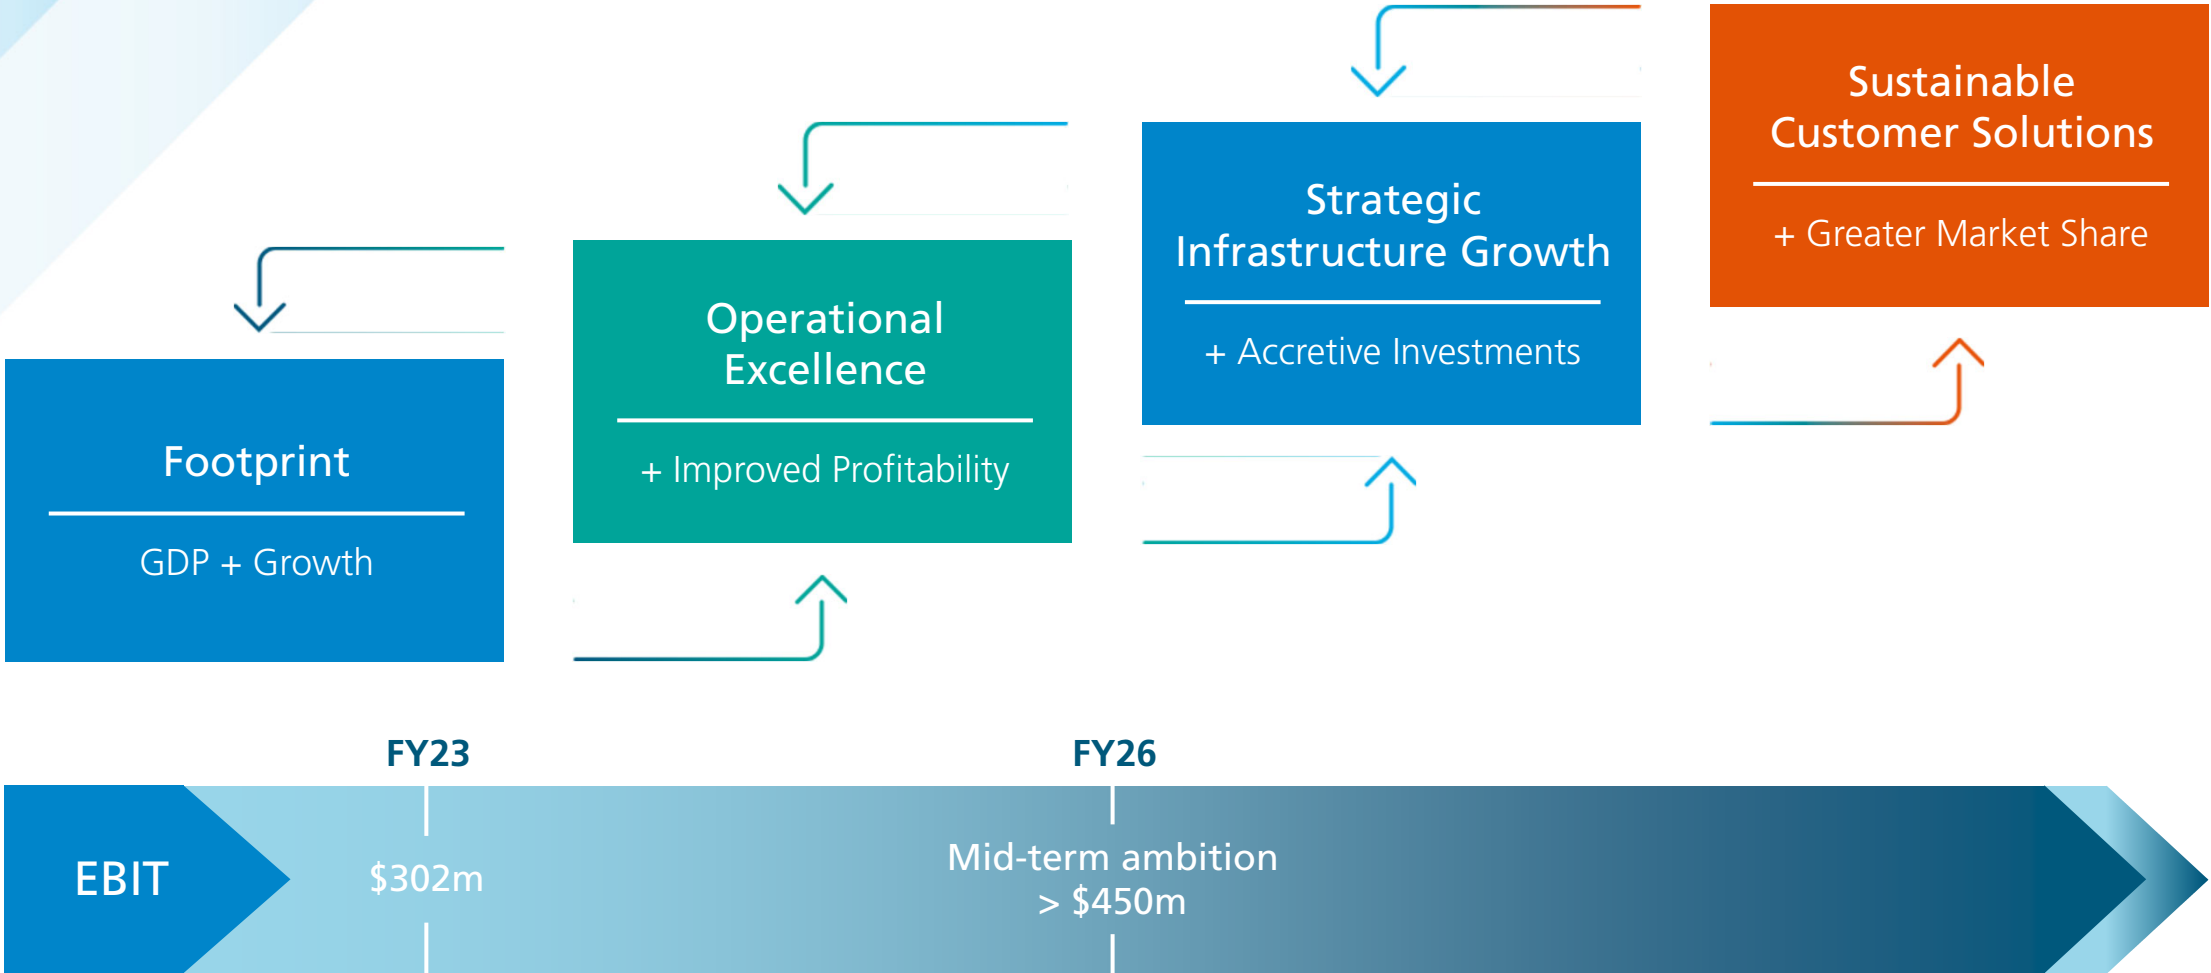 Footprint
GDP + Growth
Operational
Excellence
+ Improved Profitability
Strategic
Infrastructure Growth
+ Accretive Investments
Sustainable
Customer Solutions
+ Greater Market Share
FY23
FY26
EBIT
$302m
Mid-term ambition
> $450m